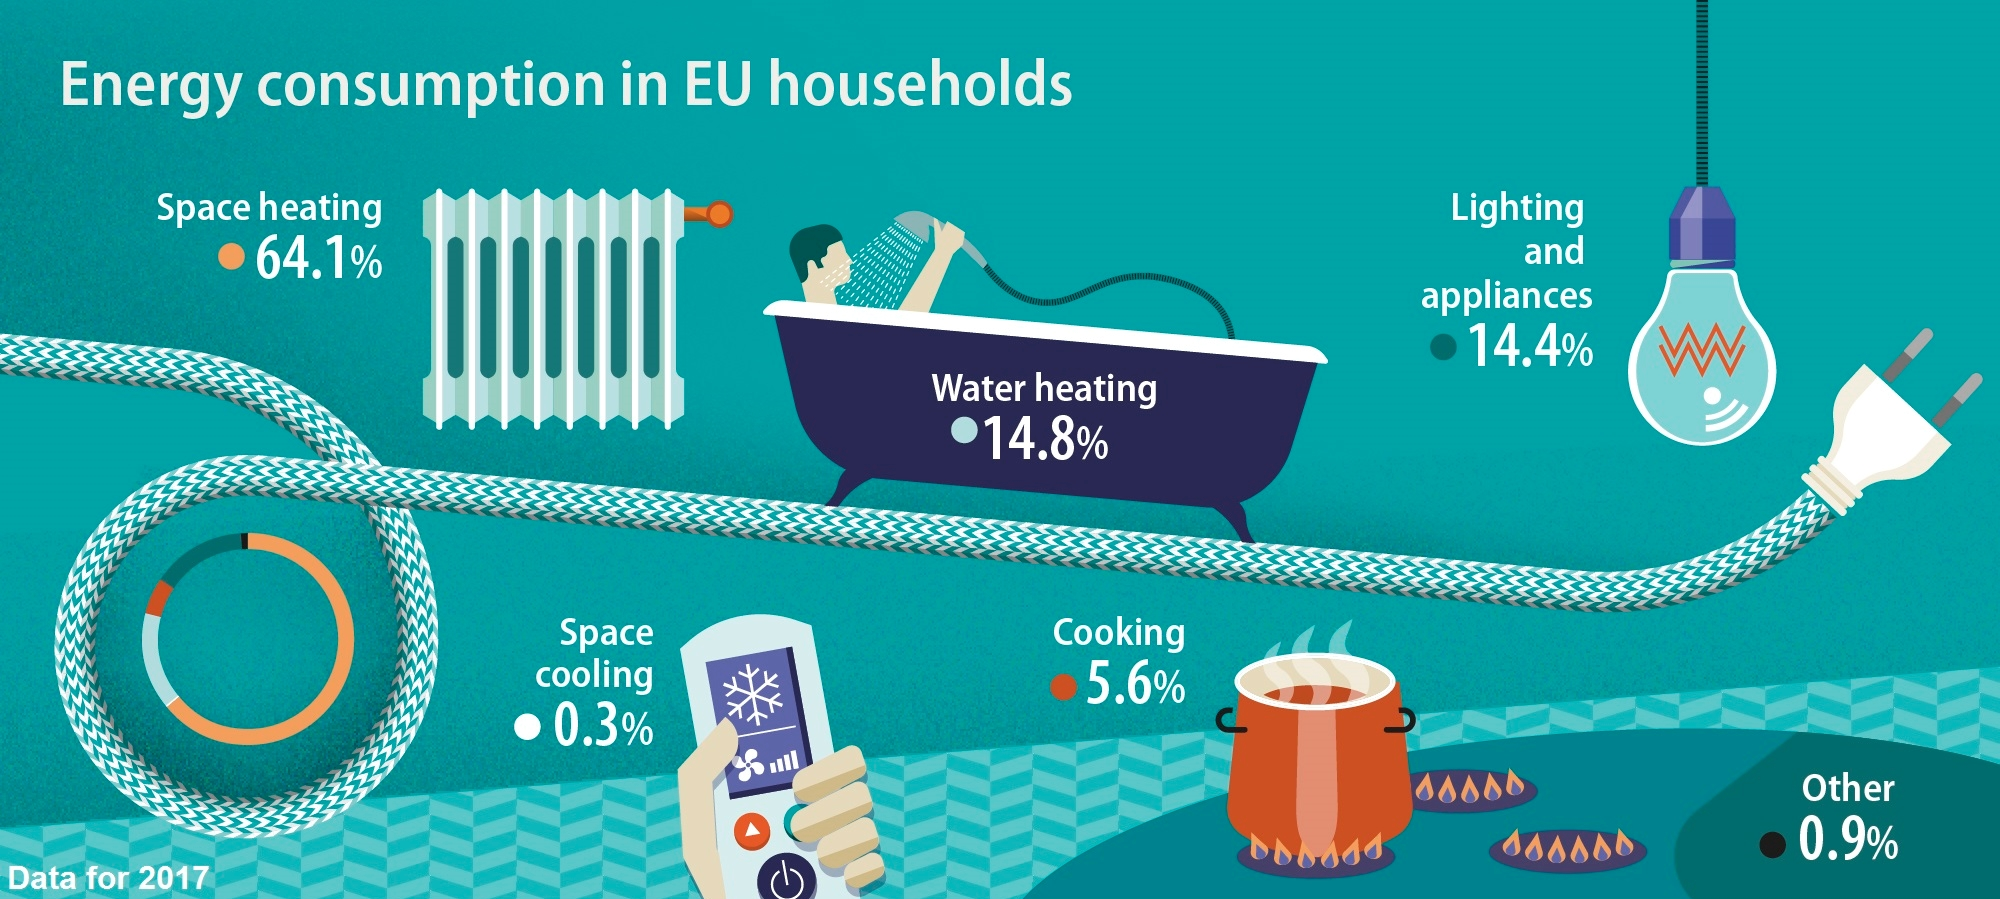 Energy consumption in EU households
Space heating
64.1%
Water heating
14.8%
Lighting
and
appliances
14.4%
Space
cooling
0.3%
Cooking
5.6%
Other
0.9%
Data for 2017